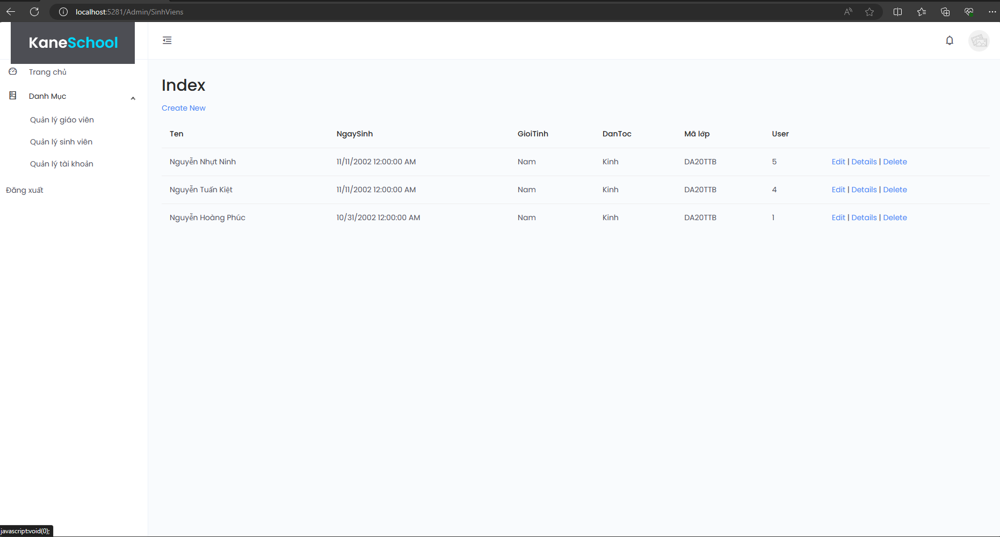 localhost:5281/Admin/SinhViens
KaneSchool
Trang chủ
Danh Mục
Quản lý giáo viên
Quản lý sinh viên
Quản lý tài khoản
Đăng xuất
Index
Create New
Ten NgaySinh GioiTinh DanToc Mã lớp User
Nguyễn Nhựt Ninh 11/11/2002 12:00:00 AM Nam Kinh DA20TTB 5 Edit | Details | Delete
Nguyễn Tuấn Kiệt 11/11/2002 12:00:00 AM Nam Kinh DA20TTB 4 Edit | Details | Delete
Nguyễn Hoàng Phúc 10/31/2002 12:00:00 AM Nam Kinh DA20TTB 1 Edit | Details | Delete
javascript:void(0);